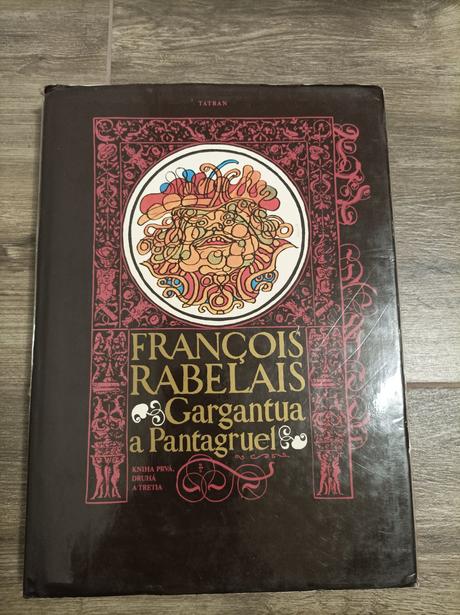 TATRAN
FRANÇOIS
RABELAIS
Gargantua
a Pantagruel
KNIHA PRVÁ,
DRUHÁ
A TRETIA